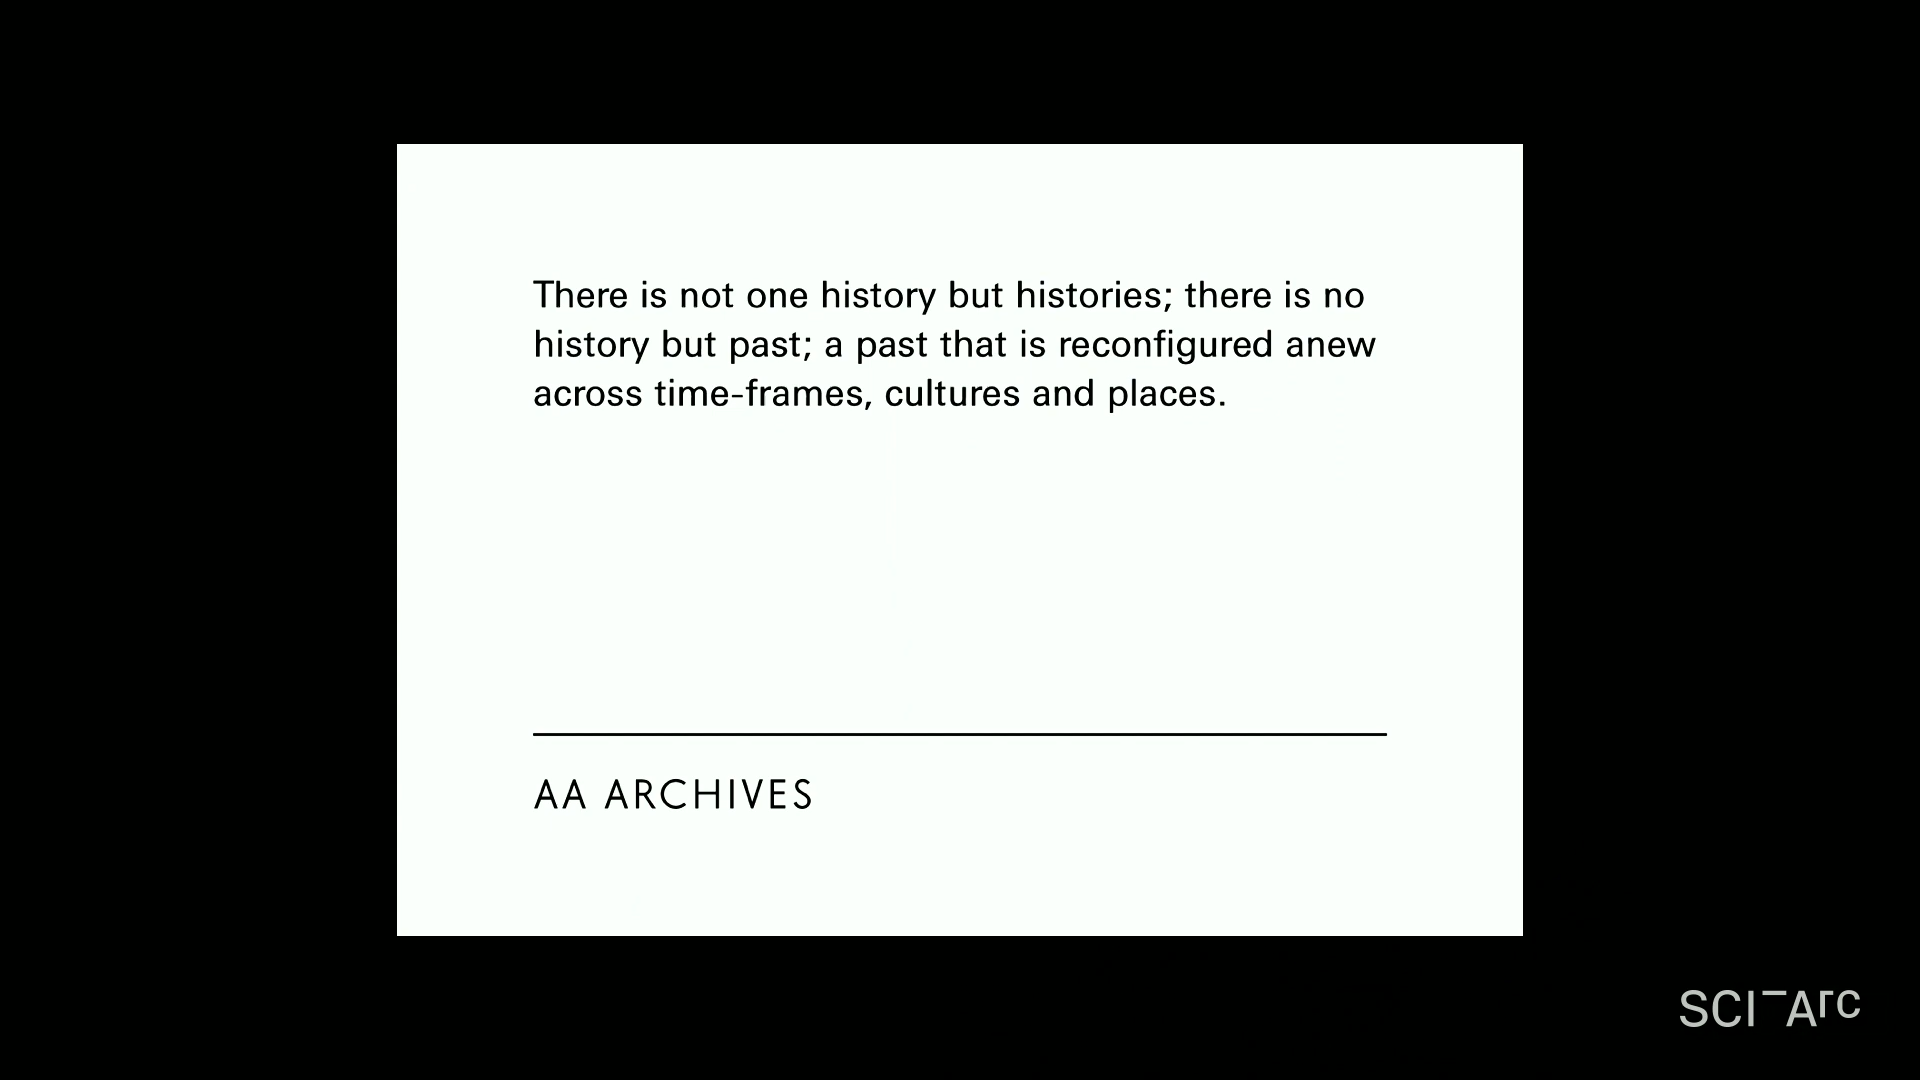 There is not one history but histories; there is no
history but past; a past that is reconfigured anew
across time-frames, cultures and places.
AA ARCHIVES
SCI-Arc